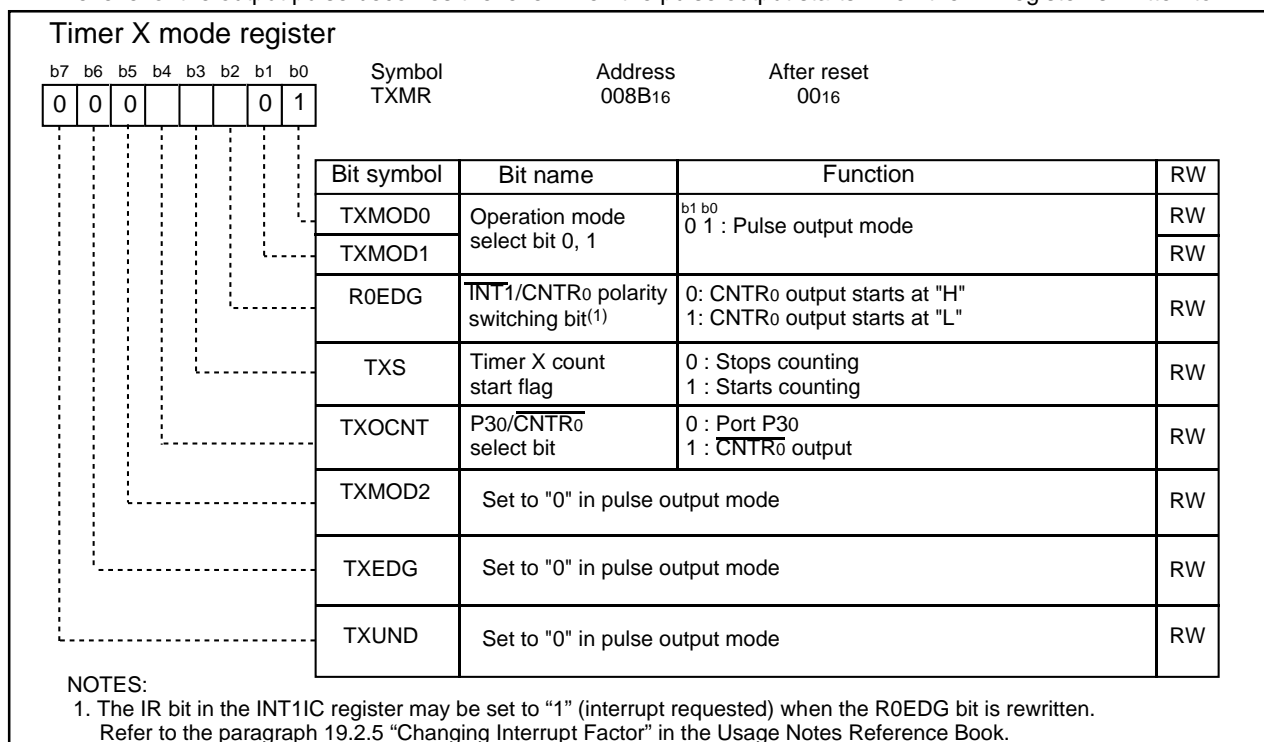 Timer X mode register
b7 b6 b5 b4 b3 b2 b1 b0
0 0 0 0 1
Symbol Address After reset
TXMR 008B16 0016
Bit symbol Bit name Function RW
TXMOD0 Operation mode select bit 0, 1 b1 b0 0 1 : Pulse output mode RW
TXMOD1 RW
R0EDG INT1/CNTR0 polarity switching bit(1) 0: CNTR0 output starts at "H" RW
1: CNTR0 output starts at "L"
TXS Timer X count start flag 0 : Stops counting RW
1 : Starts counting
TXOCNT P30/CNTR0 select bit 0 : Port P30 RW
1 : CNTR0 output
TXMOD2 Set to "0" in pulse output mode RW
TXEDG Set to "0" in pulse output mode RW
TXUND Set to "0" in pulse output mode RW
NOTES:
1. The IR bit in the INT1IC register may be set to “1” (interrupt requested) when the R0EDG bit is rewritten.
Refer to the paragraph 19.2.5 “Changing Interrupt Factor” in the Usage Notes Reference Book.